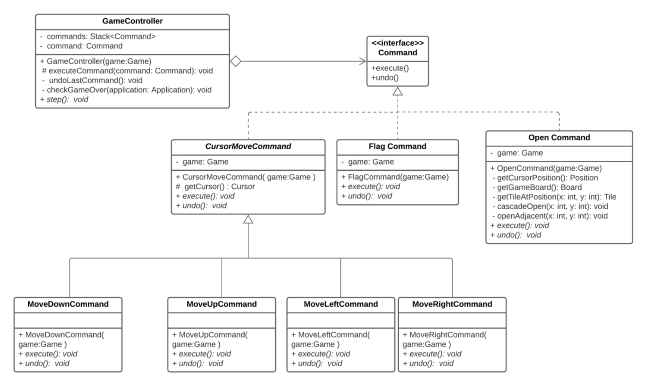 GameController
- commands: Stack<Command>
- command: Command
+ GameController(game:Game)
# executeCommand(command: Command): void
- undoLastCommand(): void
- checkGameOver(application: Application): void
+ step(): void
<<interface>>
Command
+execute()
+undo()
CursorMoveCommand
- game: Game
+ CursorMoveCommand( game:Game )
# getCursor() : Cursor
+ execute(): void
+ undo(): void
Flag Command
- game: Game
+ FlagCommand(game:Game)
+ execute(): void
+ undo(): void
Open Command
- game: Game
+ OpenCommand(game:Game)
- getCursorPosition(): Position
- getGameBoard(): Board
- getTileAtPosition(x: int, y: int): Tile
- cascadeOpen(x: int, y: int): void
- openAdjacent(x: int, y: int): void
+ execute(): void
+ undo(): void
MoveDownCommand
+ MoveDownCommand(
game:Game )
+ execute(): void
+ undo(): void
MoveUpCommand
+ MoveUpCommand(
game:Game )
+ execute(): void
+ undo(): void
MoveLeftCommand
+ MoveLeftCommand(
game:Game )
+ execute(): void
+ undo(): void
MoveRightCommand
+ MoveRightCommand(
game:Game )
+ execute(): void
+ undo(): void